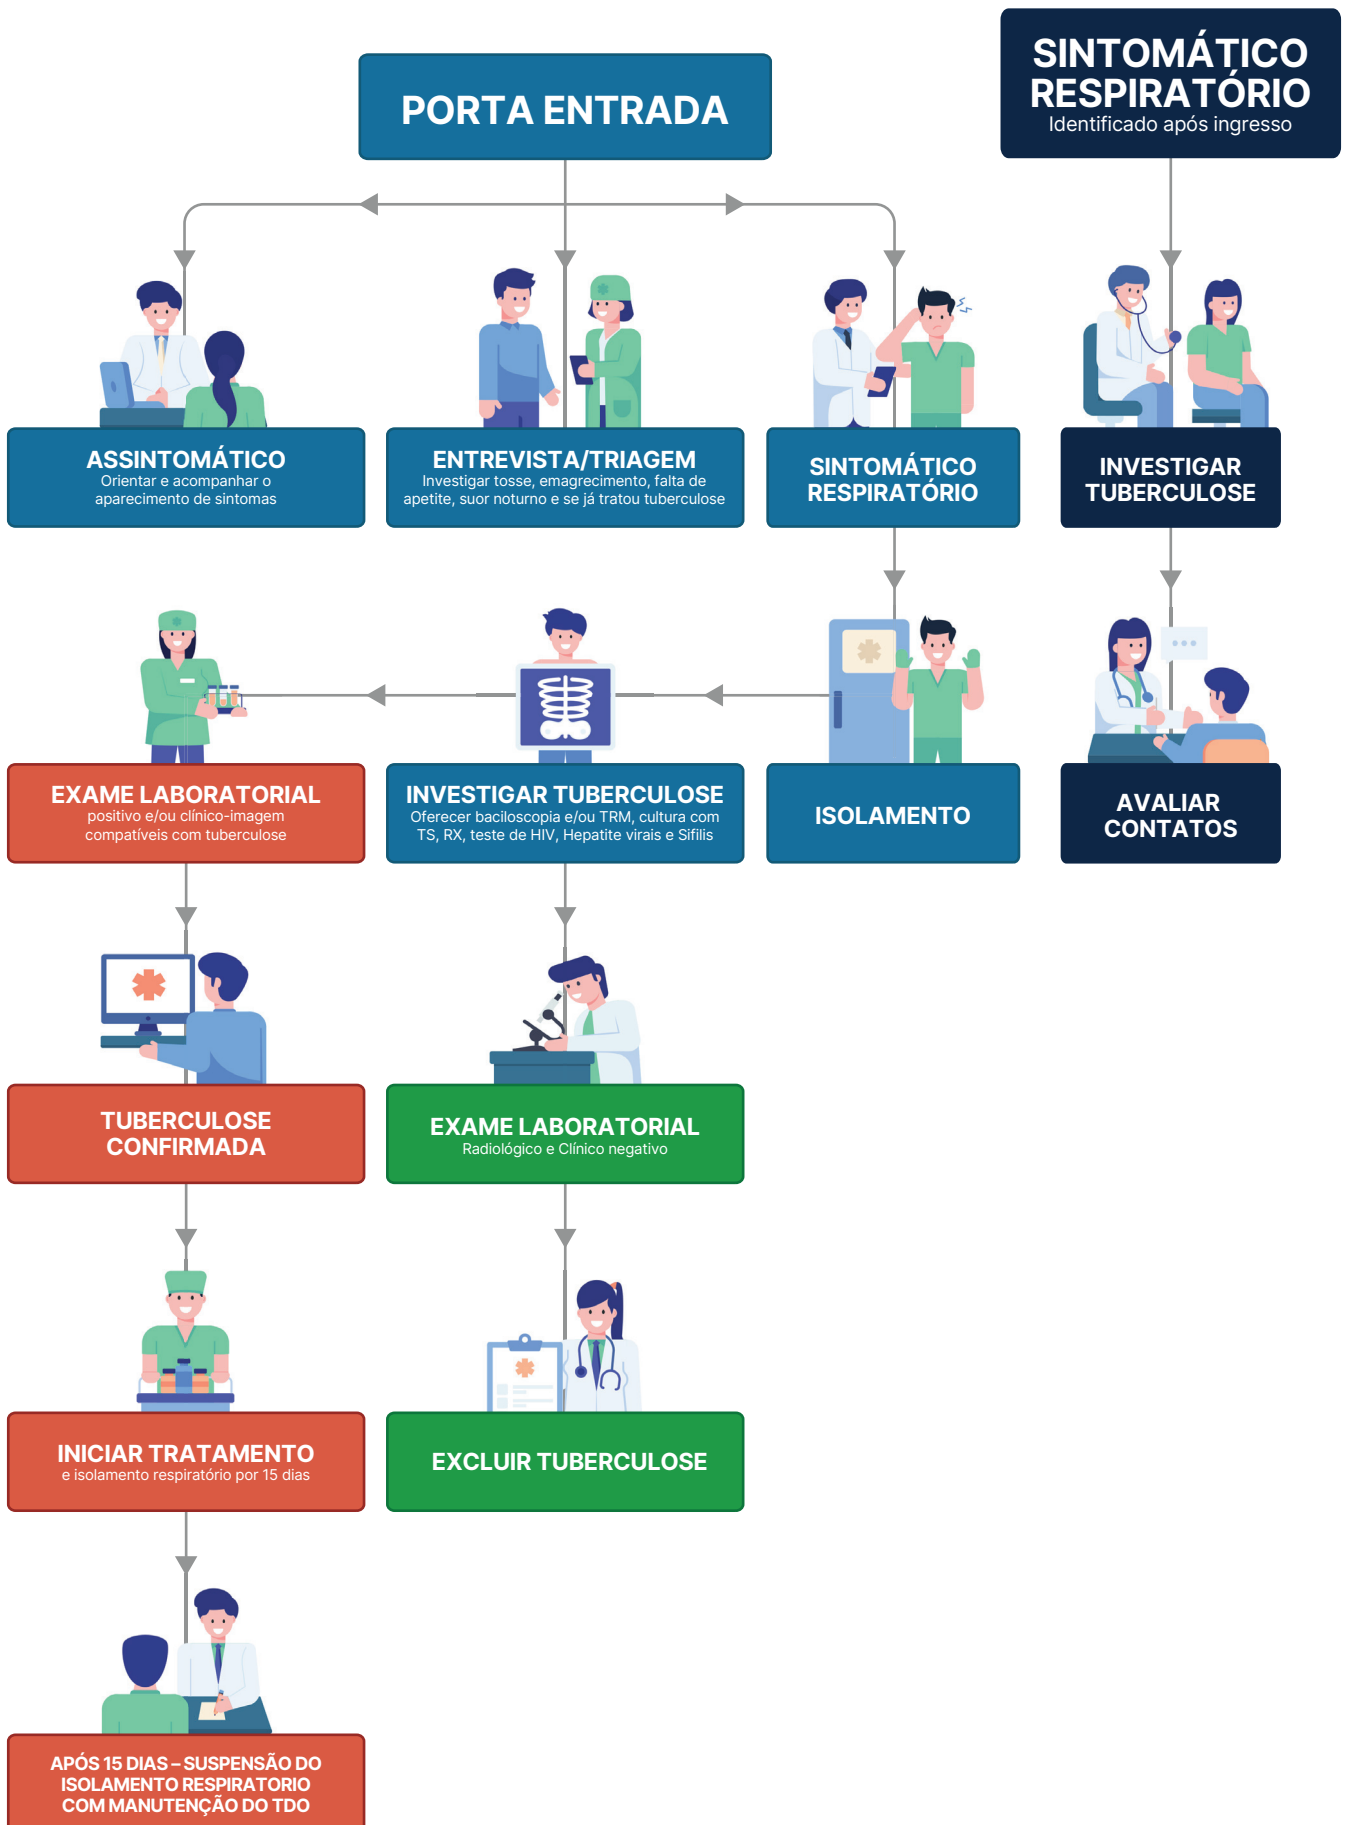 PORTA ENTRADA
SINTOMÁTICO
RESPIRATÓRIO
Identificado após ingresso
ASSINTOMÁTICO
Orientar e acompanhar o
aparecimento de sintomas
ENTREVISTA/TRIAGEM
Investigar tosse, emagrecimento, falta de
apetite, suor noturno e se já tratou tuberculose
SINTOMÁTICO
RESPIRATÓRIO
INVESTIGAR
TUBERCULOSE
EXAME LABORATORIAL
positivo e/ou clínico-imagem
compatíveis com tuberculose
INVESTIGAR TUBERCULOSE
Oferecer baciloscopia e/ou TRM, cultura com
TS, RX, teste de HIV, Hepatite virais e Sifilis
ISOLAMENTO
AVALIAR
CONTATOS
TUBERCULOSE
CONFIRMADA
EXAME LABORATORIAL
Radiológico e Clínico negativo
INICIAR TRATAMENTO
e isolamento respiratório por 15 dias
EXCLUIR TUBERCULOSE
APÓS 15 DIAS – SUSPENSÃO DO
ISOLAMENTO RESPIRATORIO
COM MANUTENÇÃO DO TDO